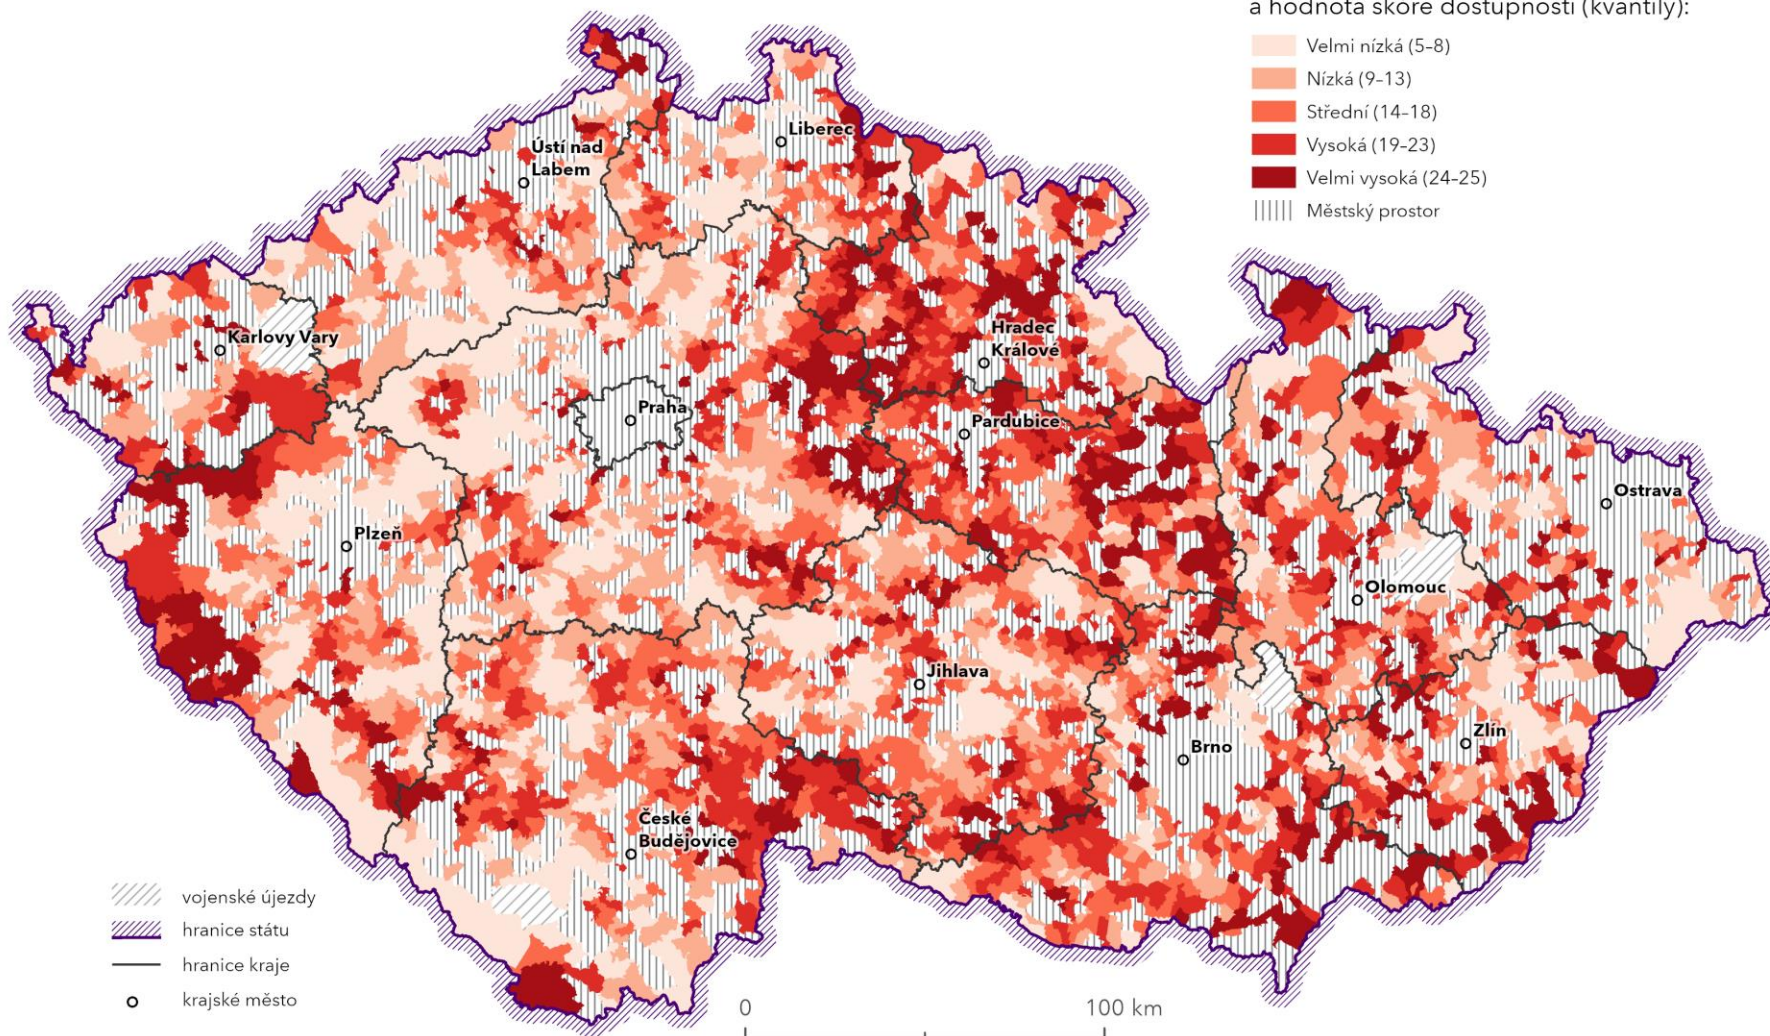 a hodnota skóre dostupnosti (kvantily):
Velmi nízká (5–8)
Nízká (9–13)
Střední (14–18)
Vysoká (19–23)
Velmi vysoká (24–25)
Městský prostor
Liberec
Ústí nad
Labem
Karlovy Vary
Hradec
Králové
Praha
Pardubice
Ostrava
Plzeň
Olomouc
Jihlava
Zlín
Brno
České
Budějovice
vojenské újezdy
hranice státu
hranice kraje
krajské město
0
100 km